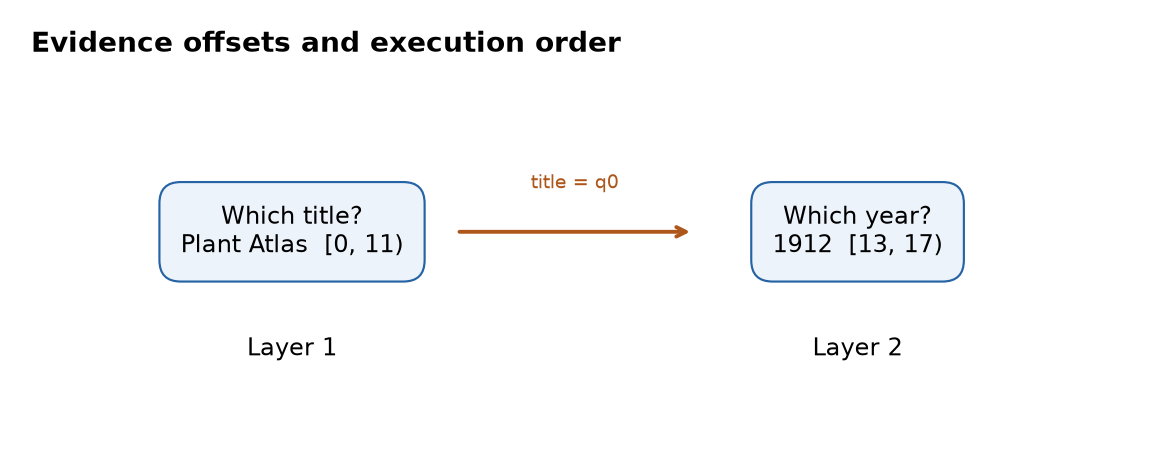 Evidence offsets and execution order
title = q0
Which title?
Plant Atlas  [0, 11)
Which year?
1912  [13, 17)
Layer 1
Layer 2